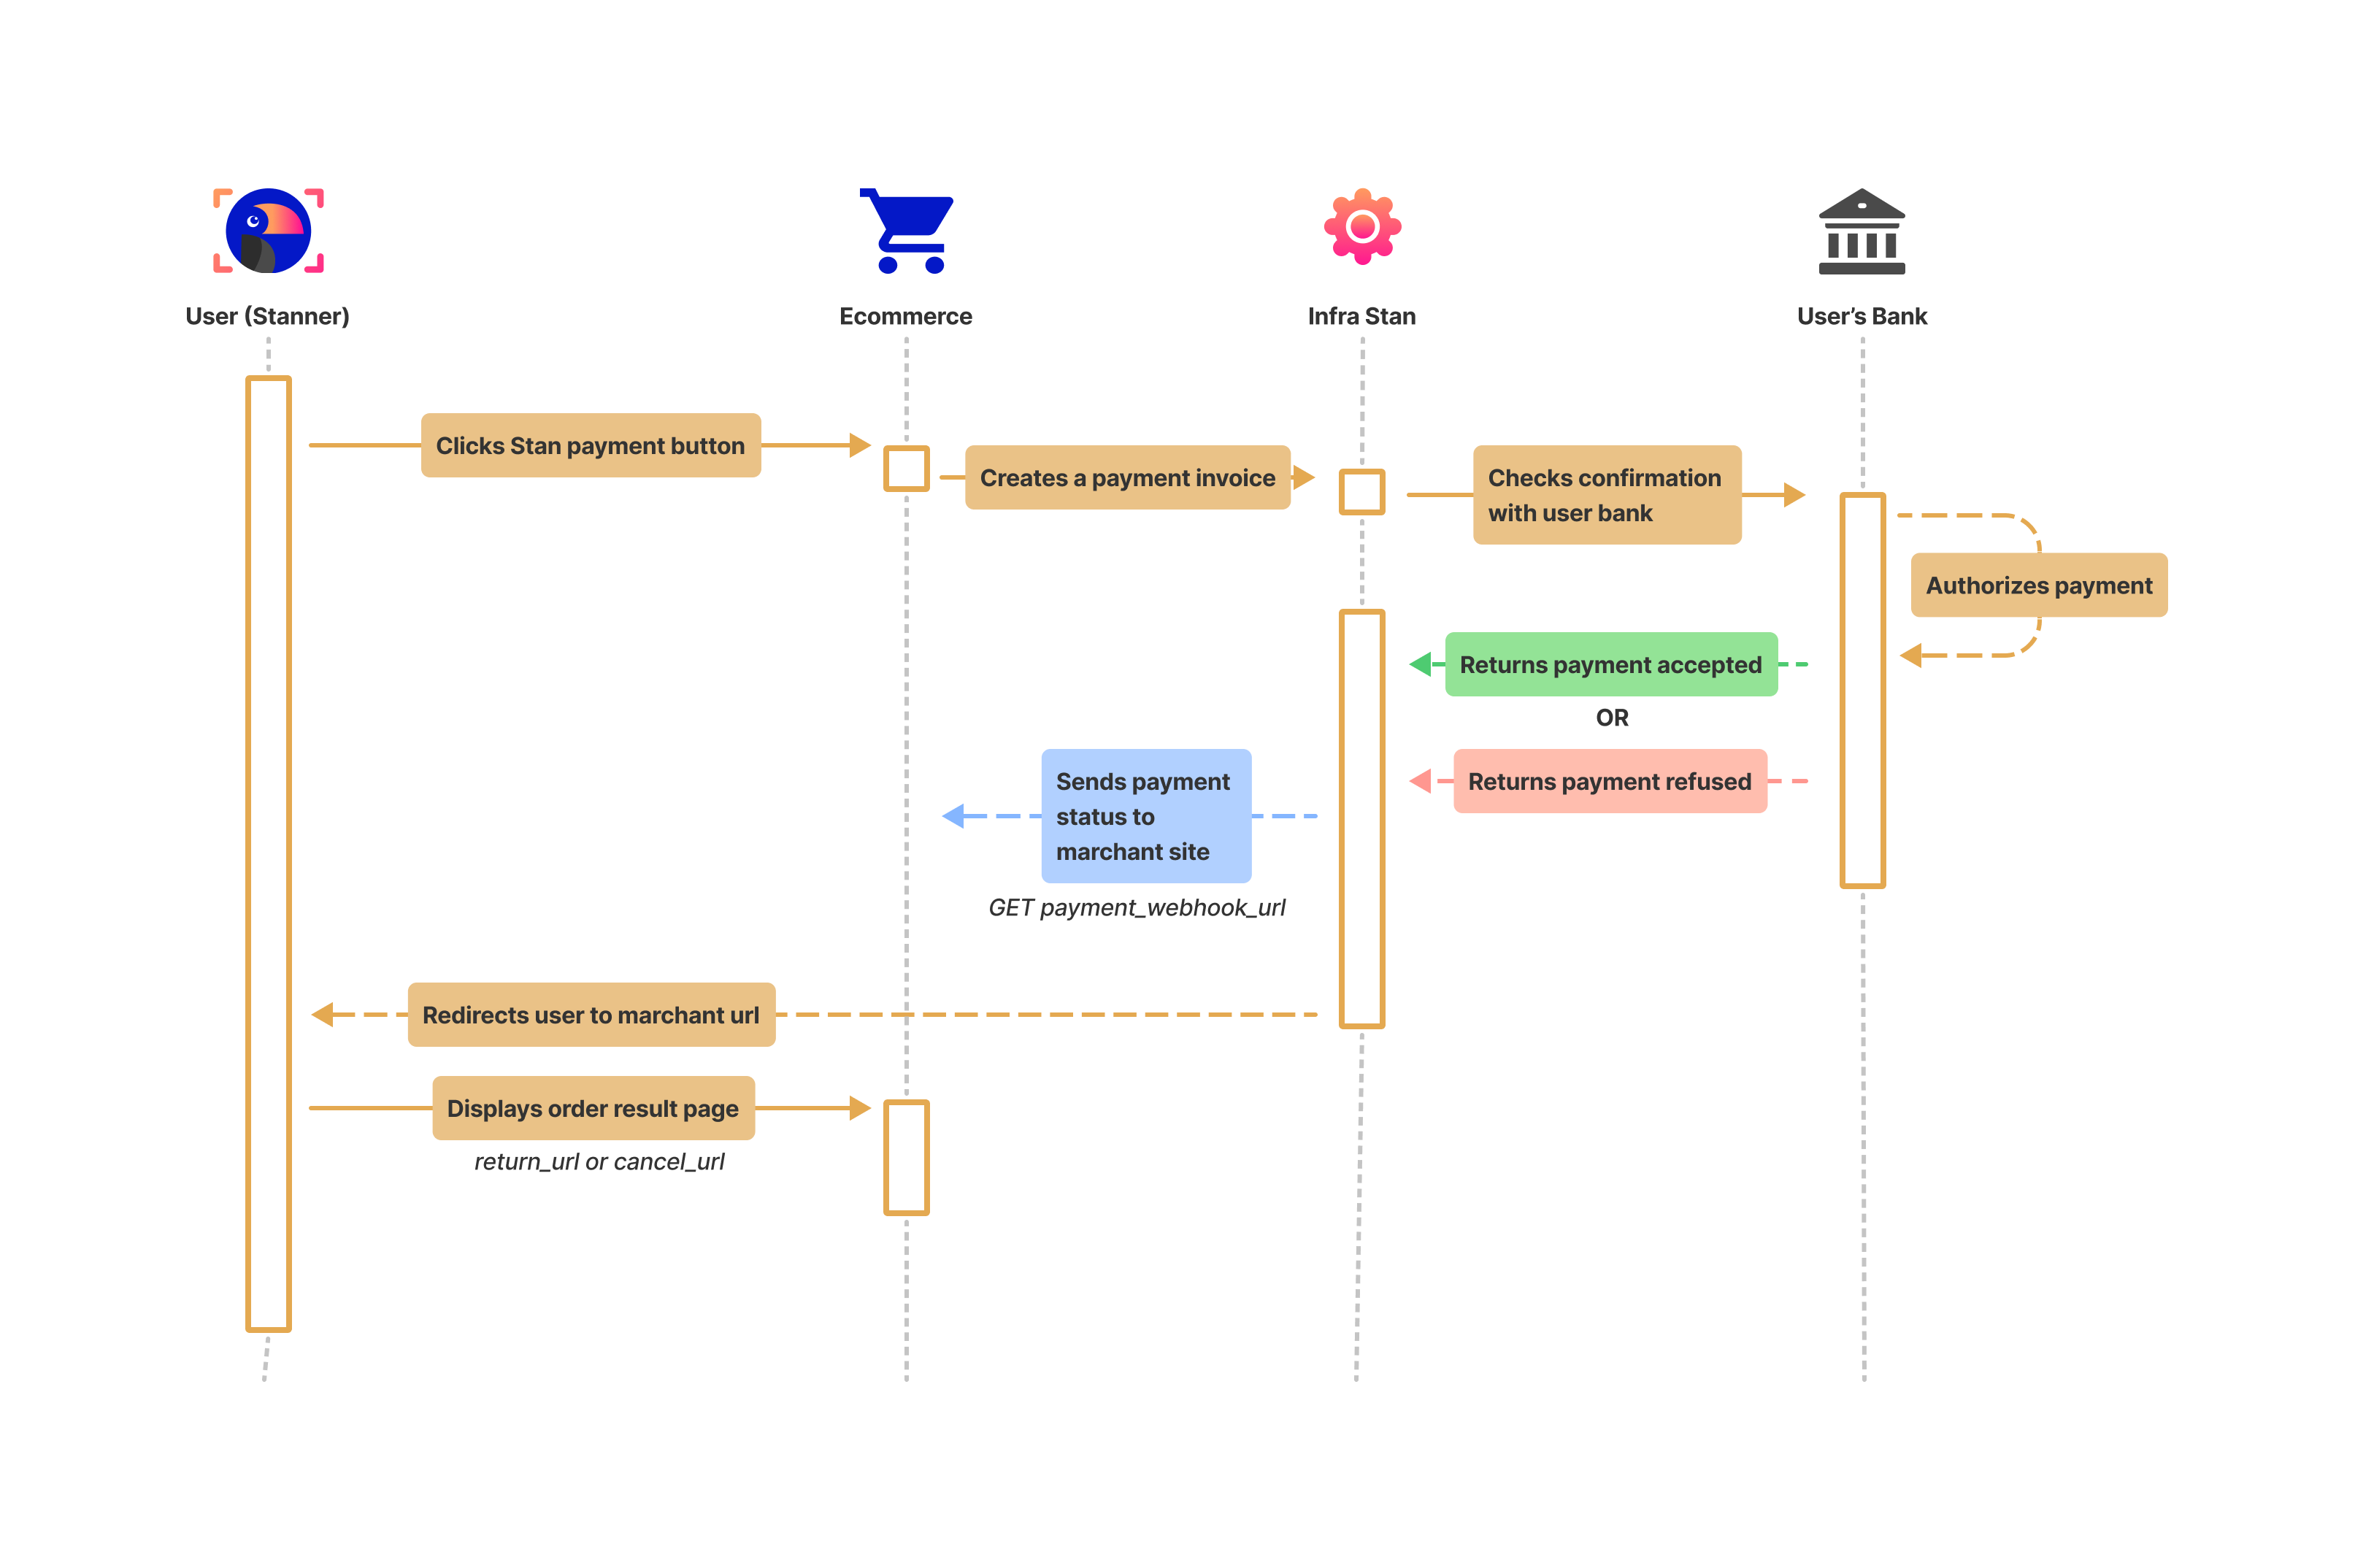 User (Stanner)
Ecommerce
Infra Stan
User’s Bank
Clicks Stan payment button
Creates a payment invoice
Checks confirmation
with user bank
Authorizes payment
Returns payment accepted
OR
Returns payment refused
Sends payment
status to
marchant site
GET payment_webhook_url
Redirects user to marchant url
Displays order result page
return_url or cancel_url